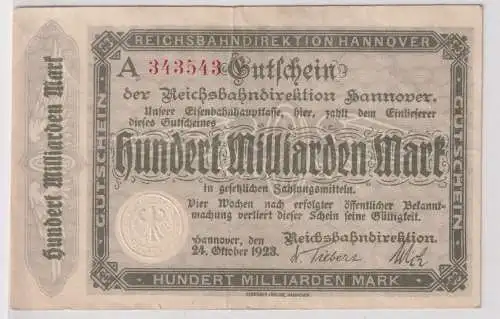 REICHSBAHNDIREKTION HANNOVER
A 343543 Gutschein
der Reichsbahndirektion Hannover.
Unsere Eisenbahnhauptkasse, hier, zahlt dem Einlieferer
dieses Gutscheines
Hundert Milliarden Mark
in gesetzlichen Zahlungsmitteln.
Vier Wochen nach erfolgter öffentlicher Bekannt-
machung verliert dieser Schein seine Gültigkeit.
Hannover, den
24. Oktober 1923.
Reichsbahndirektion.
HUNDERT MILLIARDEN MARK
Hundert Milliarden Mark
GUTSCHEIN
GUTSCHEIN